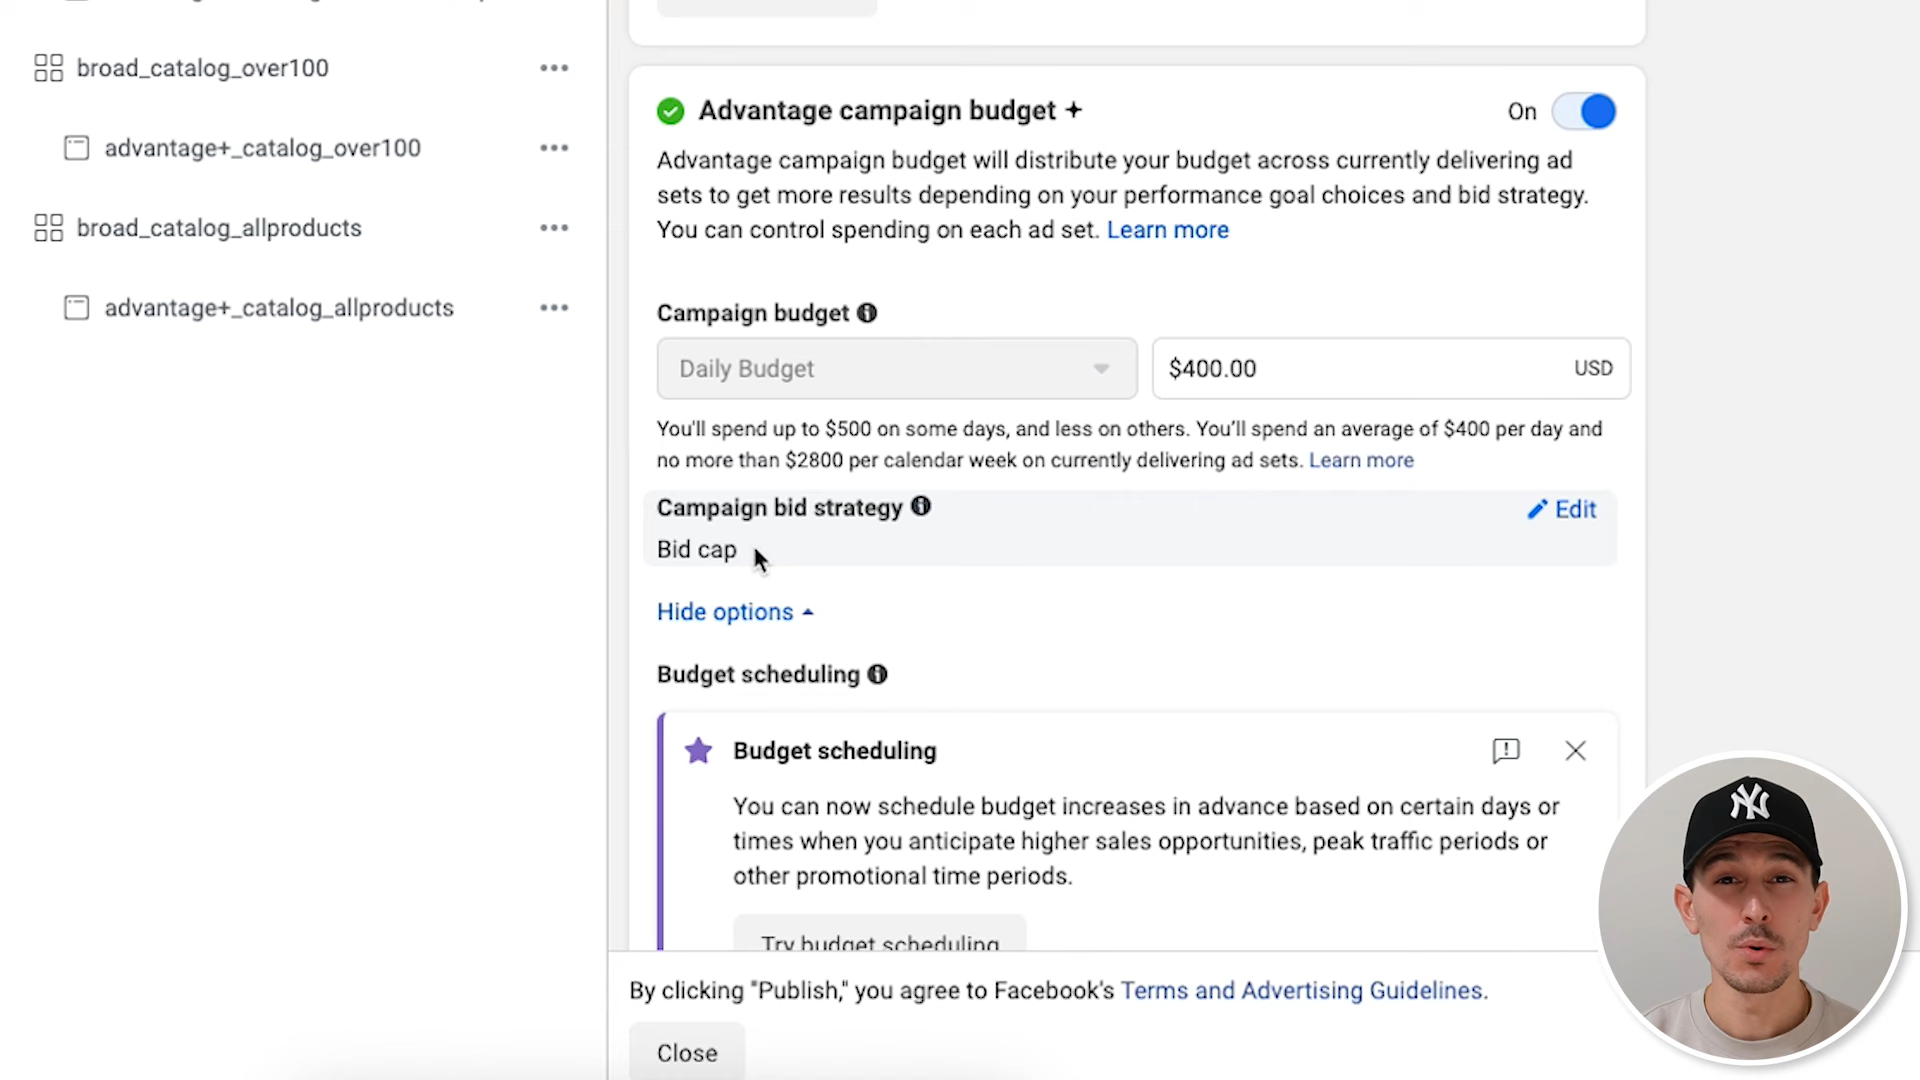 broad_catalog_over100
advantage+_catalog_over100
broad_catalog_allproducts
advantage+_catalog_allproducts
Advantage campaign budget
On
Advantage campaign budget will distribute your budget across currently delivering ad
sets to get more results depending on your performance goal choices and bid strategy.
You can control spending on each ad set. Learn more
Campaign budget
Daily Budget
$400.00
USD
You'll spend up to $500 on some days, and less on others. You'll spend an average of $400 per day and
no more than $2800 per calendar week on currently delivering ad sets. Learn more
Campaign bid strategy
Edit
Bid cap
Hide options
Budget scheduling
Budget scheduling
You can now schedule budget increases in advance based on certain days or
times when you anticipate higher sales opportunities, peak traffic periods or
other promotional time periods.
Try budget scheduling
By clicking "Publish," you agree to Facebook's Terms and Advertising Guidelines.
Close
NY